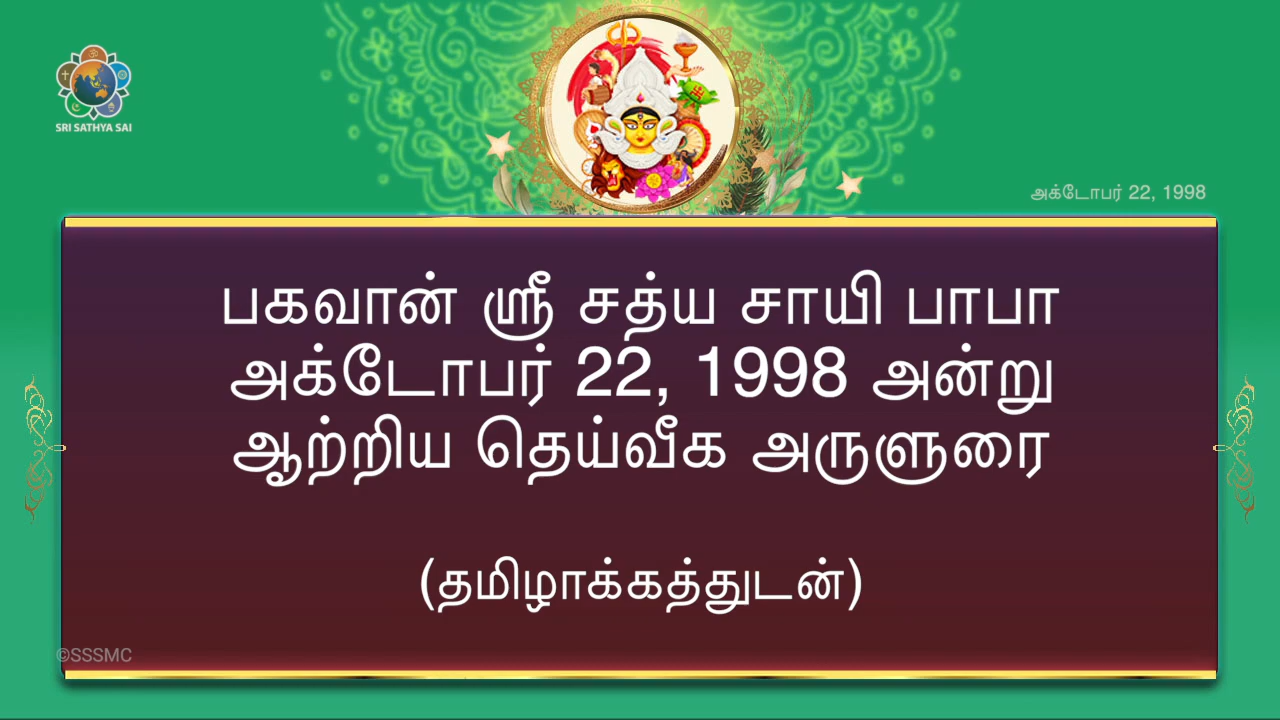 SRI SATHYA SAI
அக்டோபர் 22, 1998
பகவான் ஸ்ரீ சத்ய சாயி பாபா
அக்டோபர் 22, 1998 அன்று
ஆற்றிய தெய்வீக அருளுரை
(தமிழாக்கத்துடன்)
©SSSMC